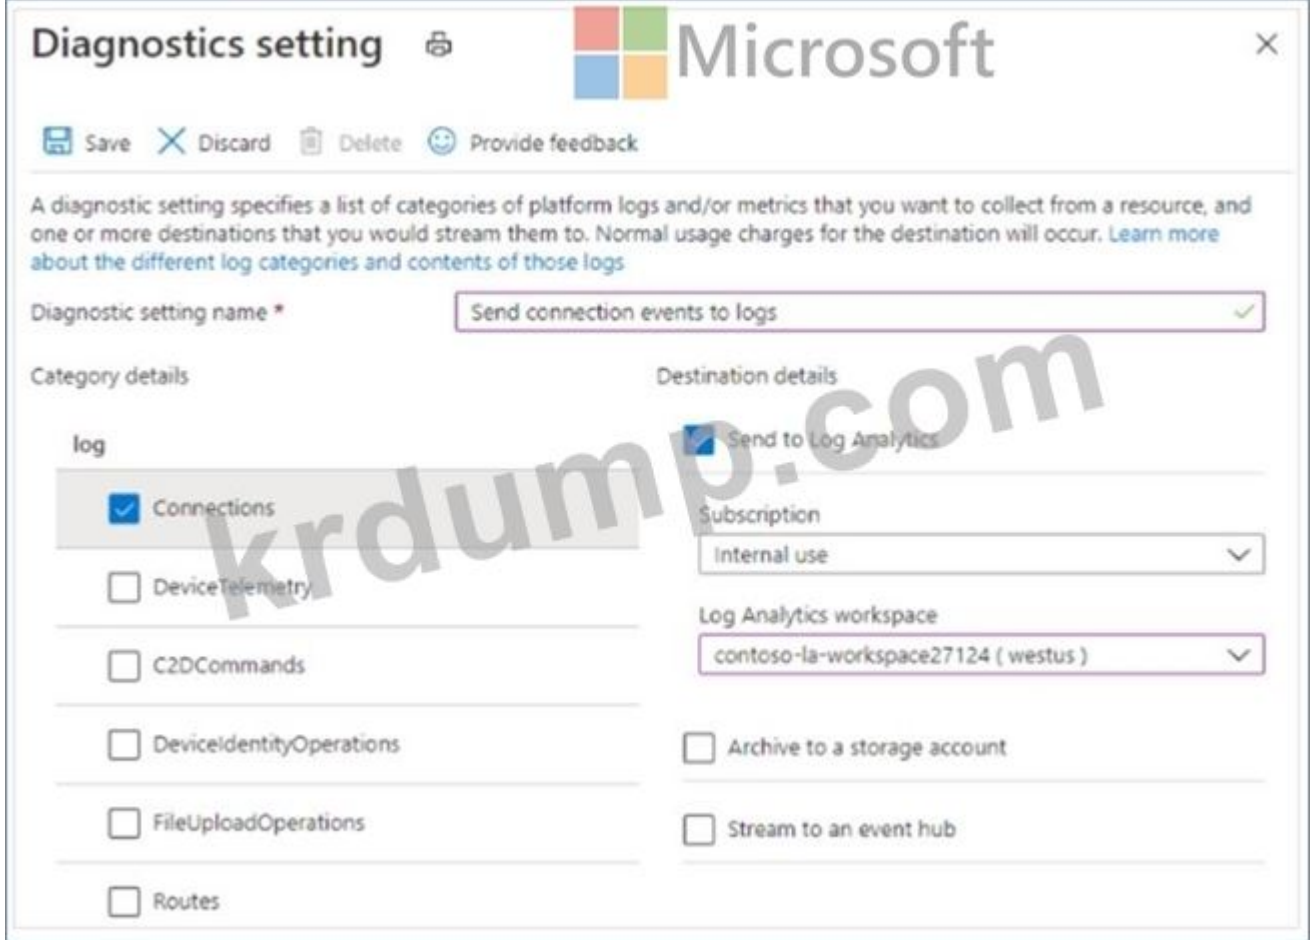 Diagnostics setting
Microsoft
Save Discard Delete Provide feedback
A diagnostic setting specifies a list of categories of platform logs and/or metrics that you want to collect from a resource, and
one or more destinations that you would stream them to. Normal usage charges for the destination will occur. Learn more
about the different log categories and contents of those logs
Diagnostic setting name * Send connection events to logs
Category details
Destination details
log
Send to Log Analytics
Connections
Subscription
Internal use
DeviceTelemetry
Log Analytics workspace
contoso-la-workspace27124 ( westus )
C2DCommands
DeviceIdentityOperations
Archive to a storage account
FileUploadOperations
Stream to an event hub
Routes
krdump.com